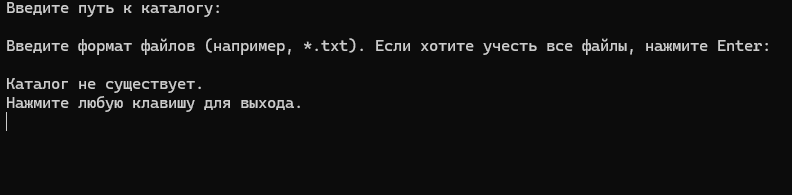 Введите путь к каталогу:
Введите формат файлов (например, *.txt). Если хотите учесть все файлы, нажмите Enter:
Каталог не существует.
Нажмите любую клавишу для выхода.